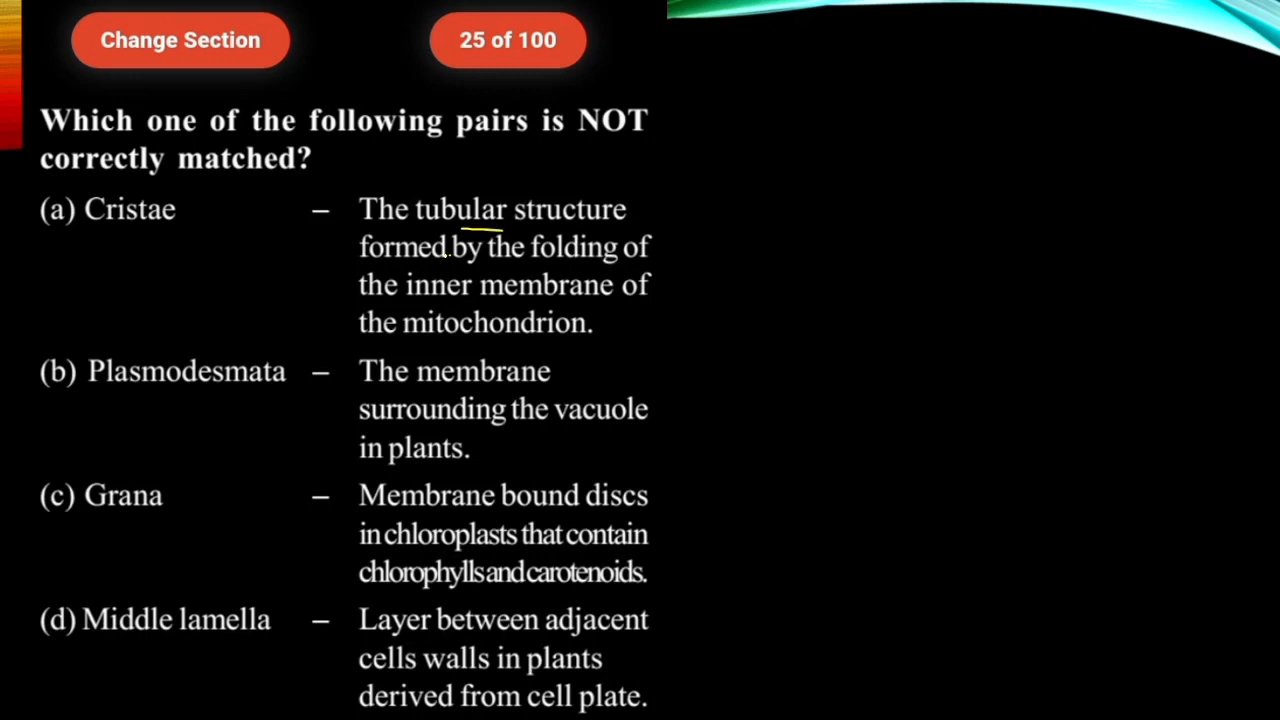 Change Section
25 of 100
Which one of the following pairs is NOT
correctly matched?
(a) Cristae – The tubular structure
formed by the folding of
the inner membrane of
the mitochondrion.
(b) Plasmodesmata – The membrane
surrounding the vacuole
in plants.
(c) Grana – Membrane bound discs
in chloroplasts that contain
chlorophylls and carotenoids.
(d) Middle lamella – Layer between adjacent
cells walls in plants
derived from cell plate.